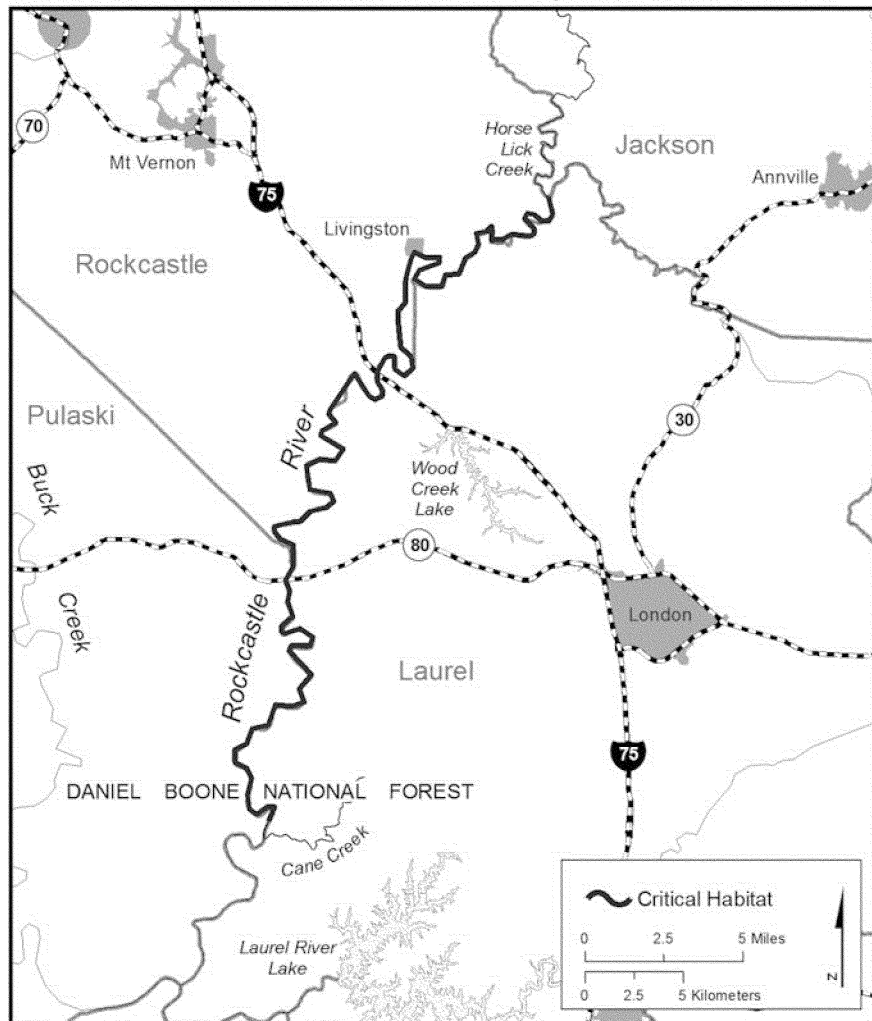 Horse
Lick
Creek
Jackson
70
Mt Vernon
Annville
75
Livingston
Rockcastle
Pulaski
River
30
Buck
Wood
Creek
Lake
80
Creek
Rockcastle
London
Laurel
75
DANIEL BOONE NATIONAL FOREST
Cane Creek
Critical Habitat
0 2.5 5 Miles
Laurel River
Lake
0 2.5 5 Kilometers
N